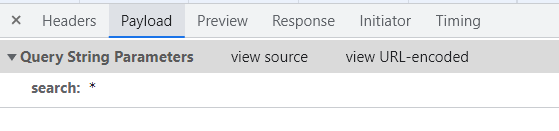 × Headers Payload Preview Response Initiator Timing
▼Query String Parameters view source view URL-encoded
search: *